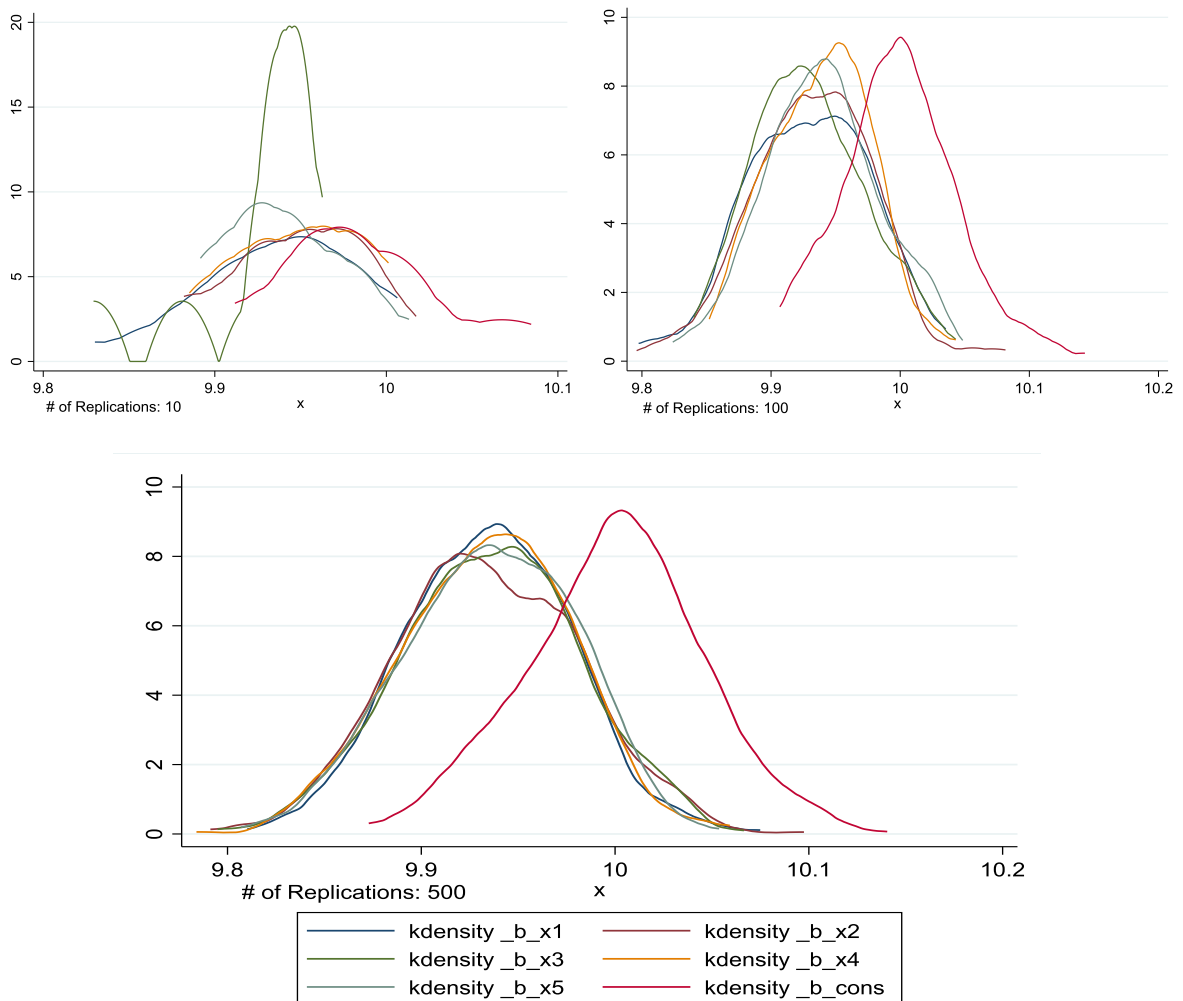 20
15
10
5
0
9.8 9.9 10 10.1
# of Replications: 10 x
10
8
6
4
2
0
9.8 9.9 10 10.1 10.2
# of Replications: 100 x
10
8
6
4
2
0
9.8 9.9 10 10.1 10.2
# of Replications: 500 x
kdensity _b_x1 kdensity _b_x2
kdensity _b_x3 kdensity _b_x4
kdensity _b_x5 kdensity _b_cons